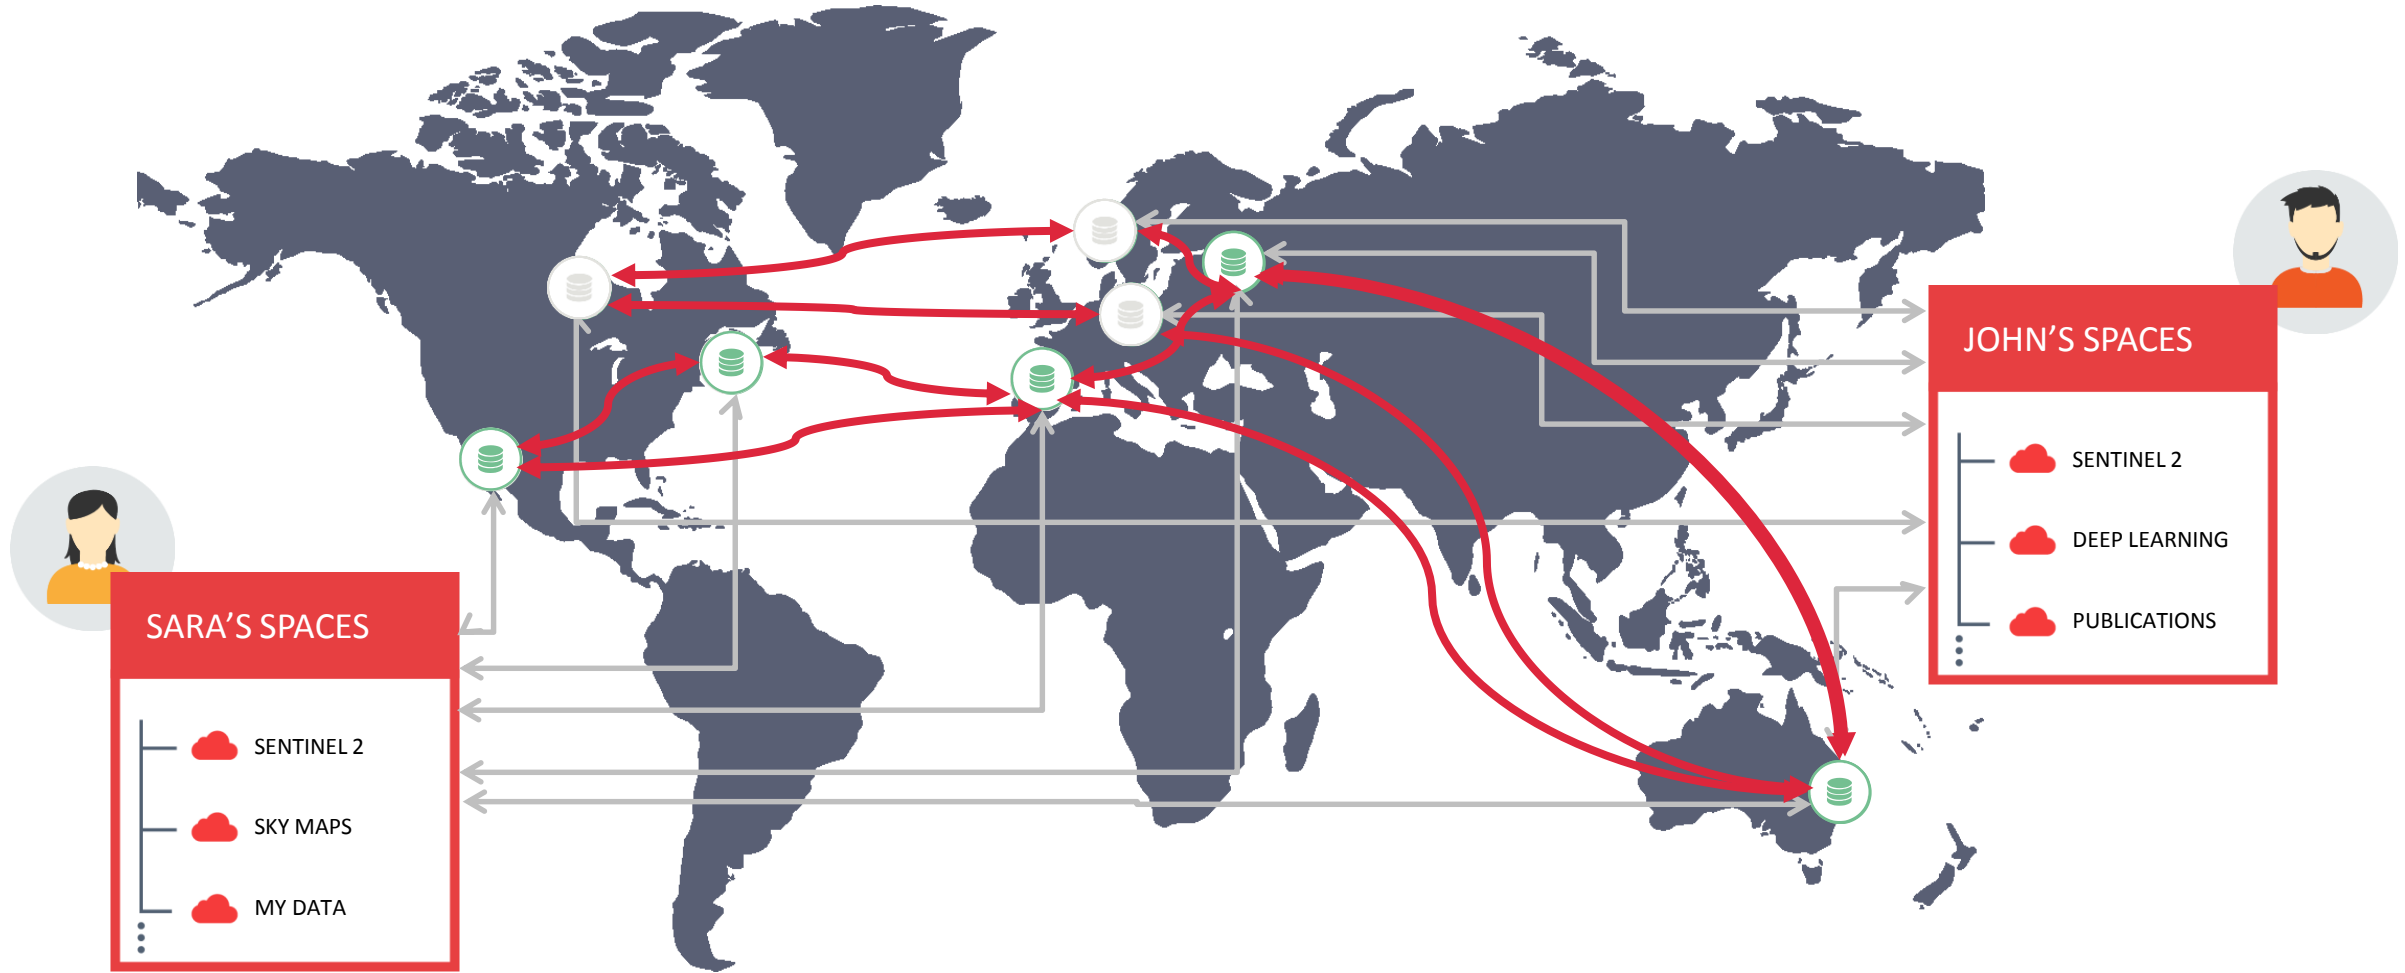 JOHN’S SPACES
SENTINEL 2
DEEP LEARNING
PUBLICATIONS
SARA’S SPACES
SENTINEL 2
SKY MAPS
MY DATA